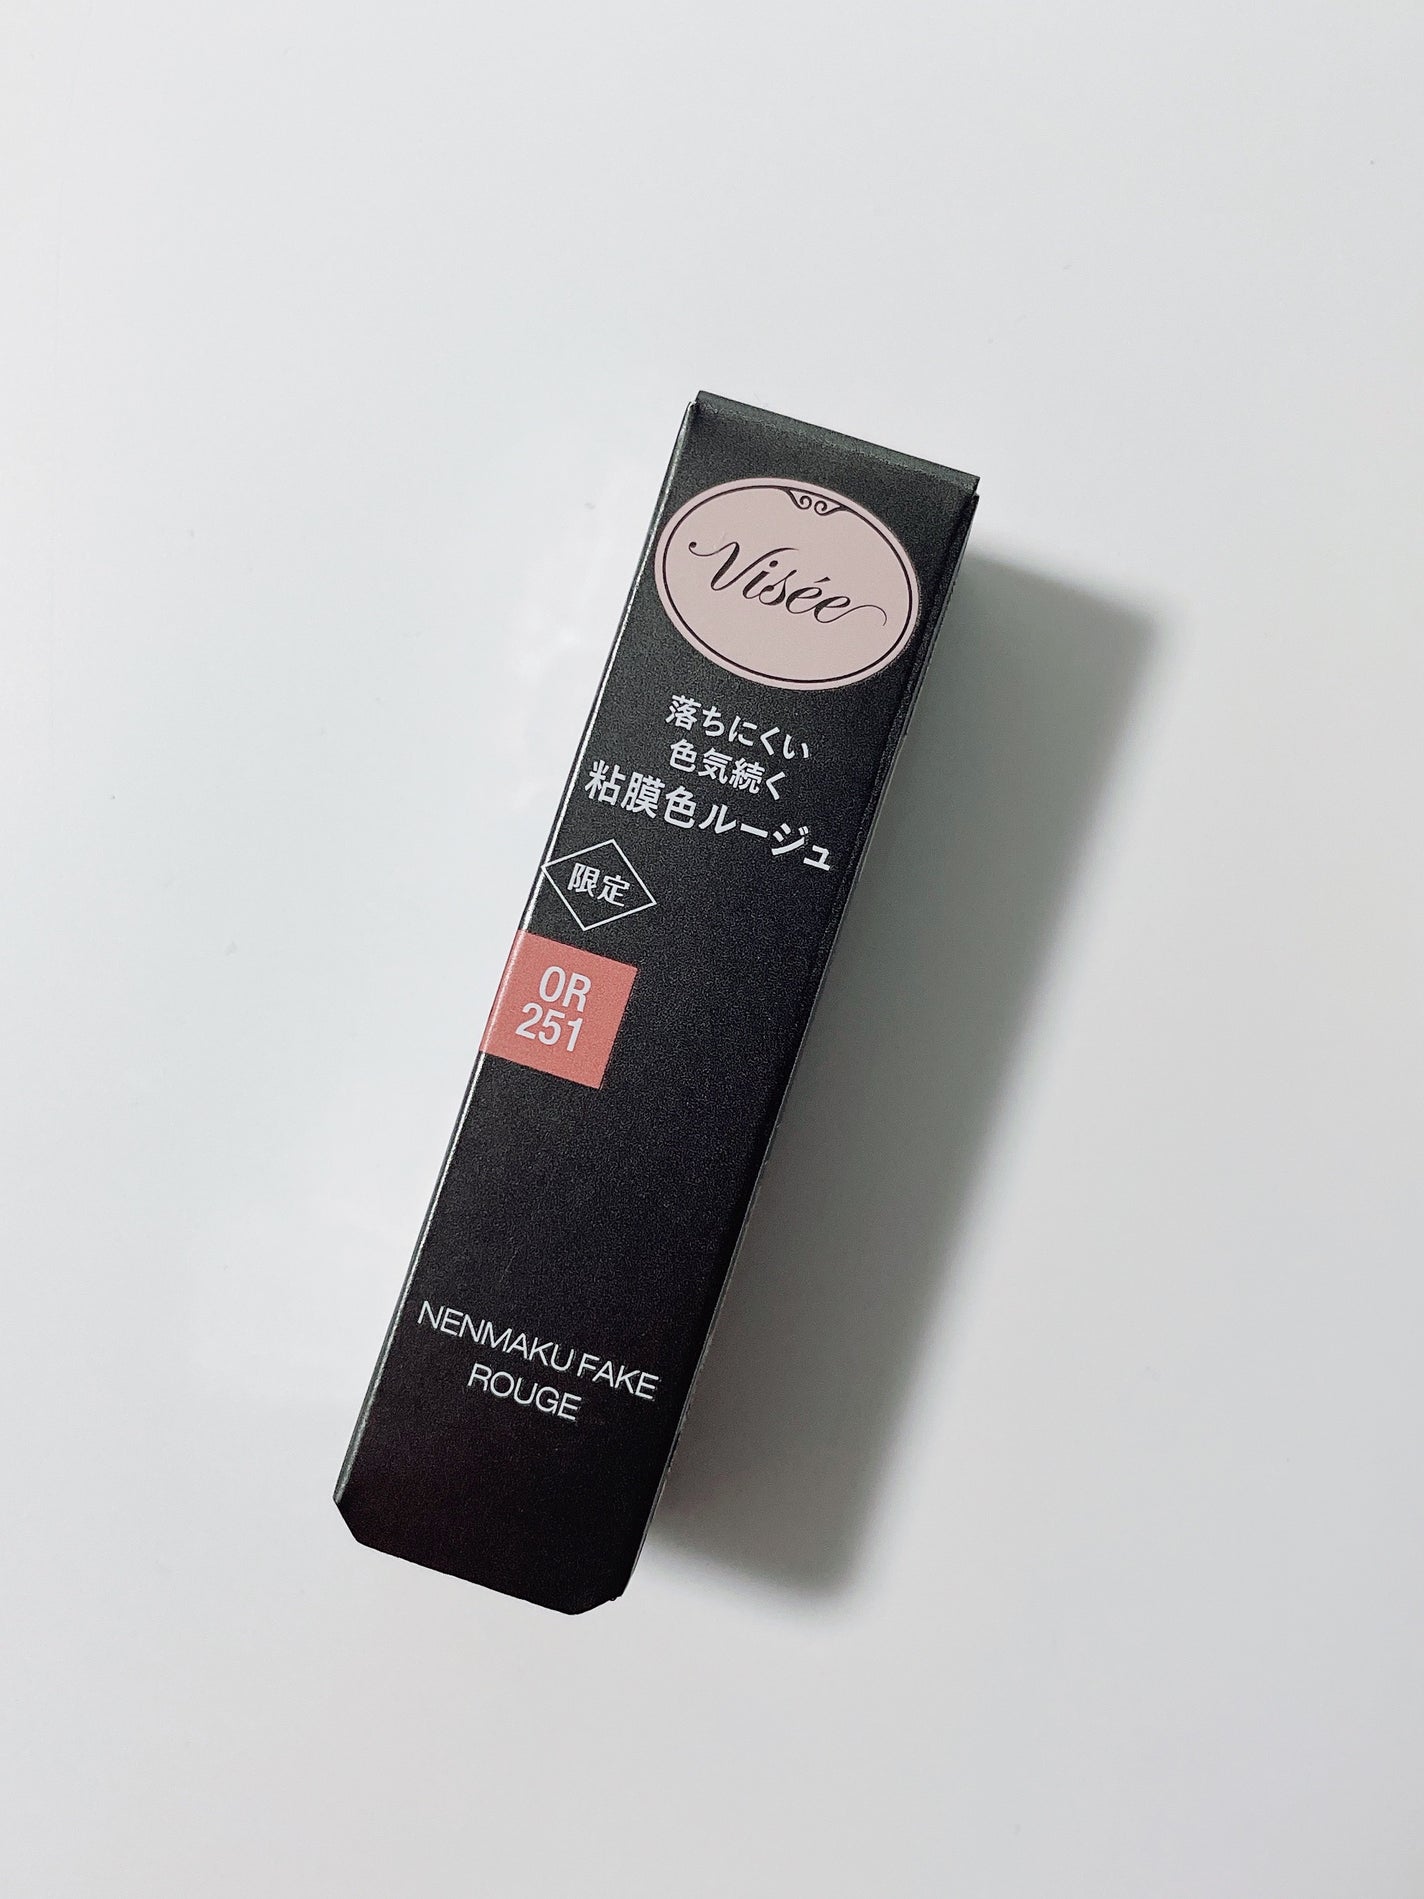 Visée
落ちにくい
色気続く
粘膜色ルージュ
限定
OR
251
NENMAKU FAKE
ROUGE